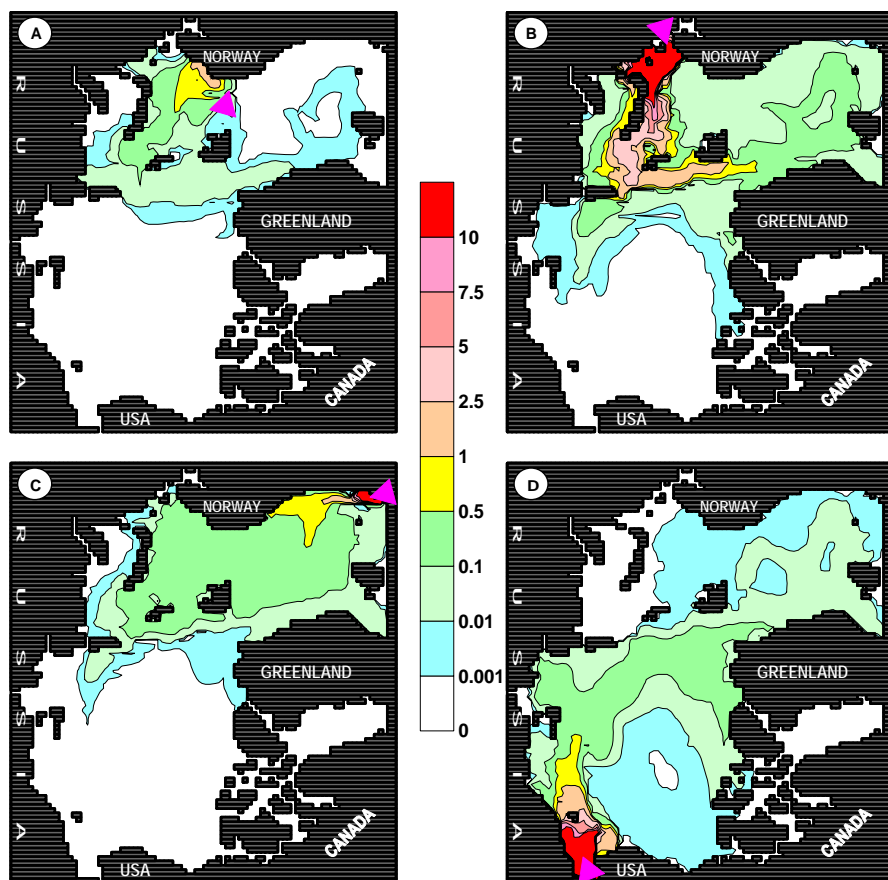 A
NORWAY
R
U
S
S
I
A
GREENLAND
CANADA
USA
B
NORWAY
R
U
S
S
I
A
GREENLAND
CANADA
USA
10
7.5
5
2.5
1
0.5
0.1
0.01
0.001
0
C
NORWAY
R
U
S
S
I
A
GREENLAND
CANADA
USA
D
NORWAY
R
U
S
S
I
A
GREENLAND
CANADA
USA